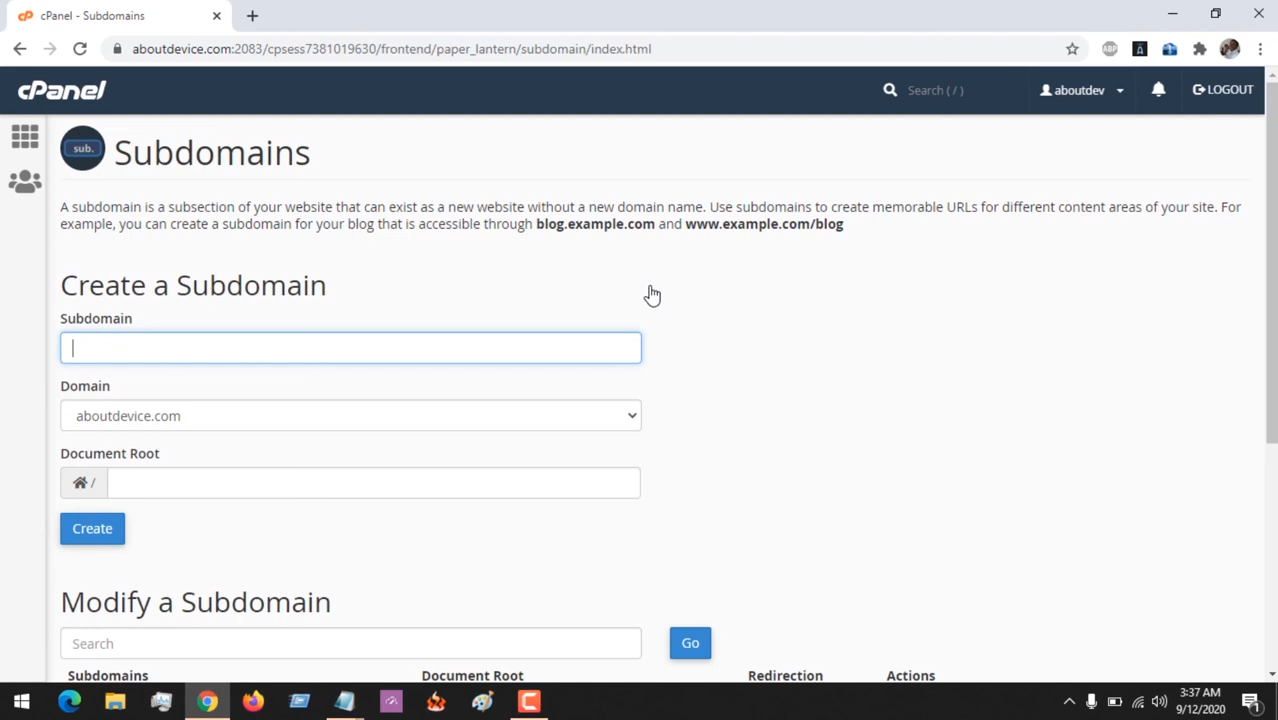 cPanel - Subdomains
aboutdevice.com:2083/cpsess7381019630/frontend/paper_lantern/subdomain/index.html
ABP
cPanel
Search ( / )
aboutdev
LOGOUT
sub.
Subdomains
A subdomain is a subsection of your website that can exist as a new website without a new domain name. Use subdomains to create memorable URLs for different content areas of your site. For
example, you can create a subdomain for your blog that is accessible through blog.example.com and www.example.com/blog
Create a Subdomain
Subdomain
Domain
aboutdevice.com
Document Root
/
Create
Modify a Subdomain
Search
Go
Subdomains Document Root Redirection Actions
3:37 AM
9/12/2020
1